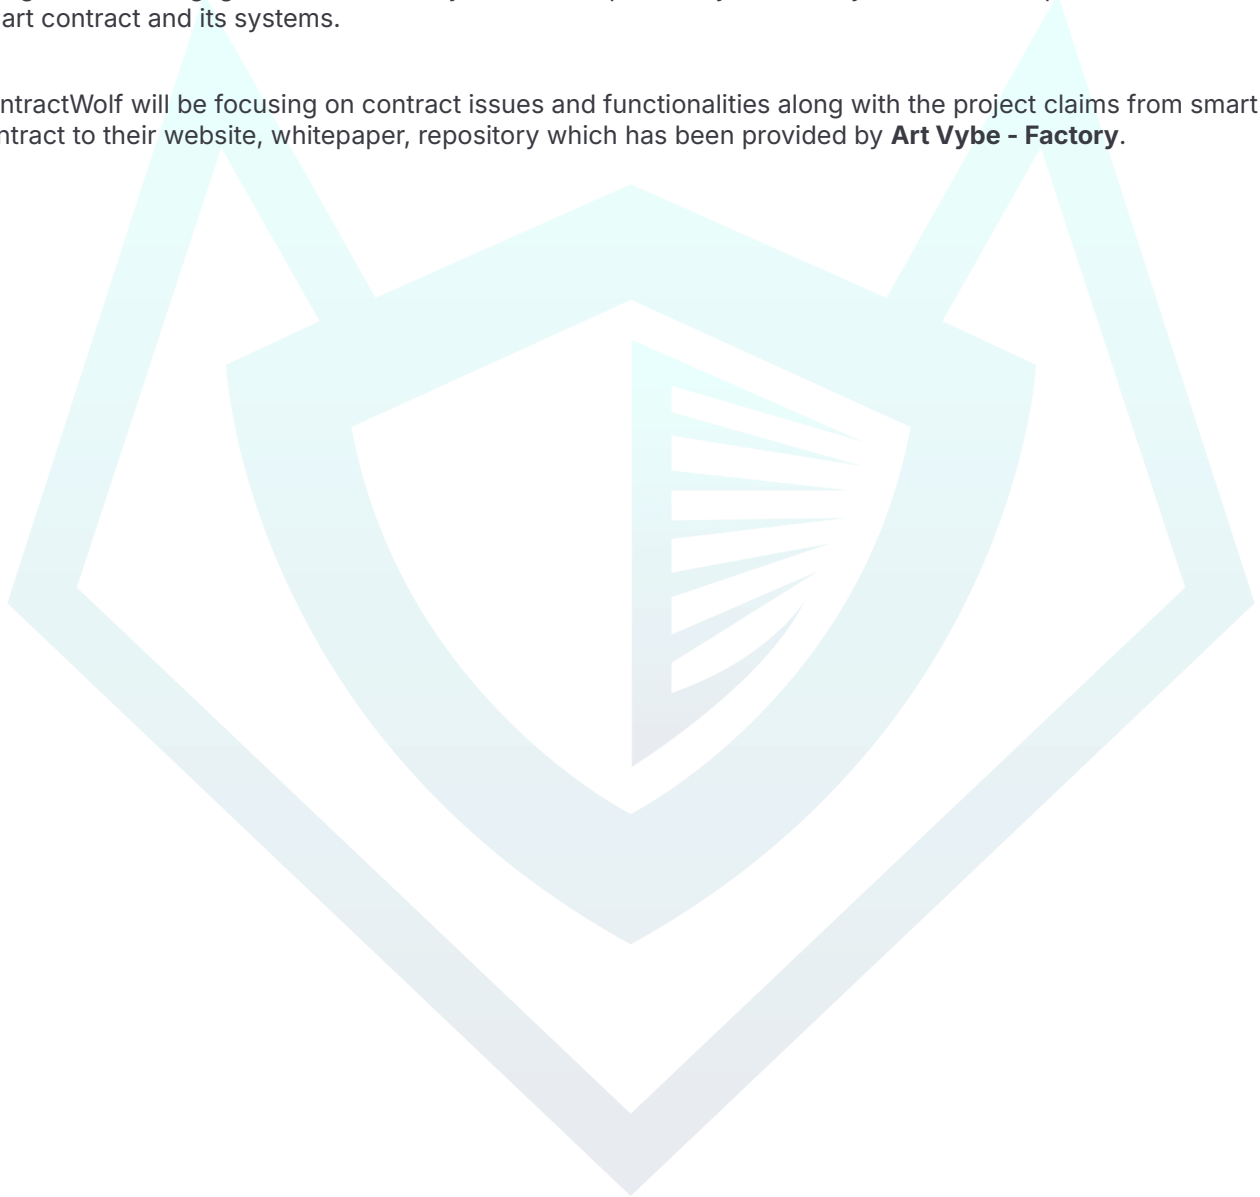 art contract and its systems.
ntractWolf will be focusing on contract issues and functionalities along with the project claims from smart
ntract to their website, whitepaper, repository which has been provided by Art Vybe - Factory.